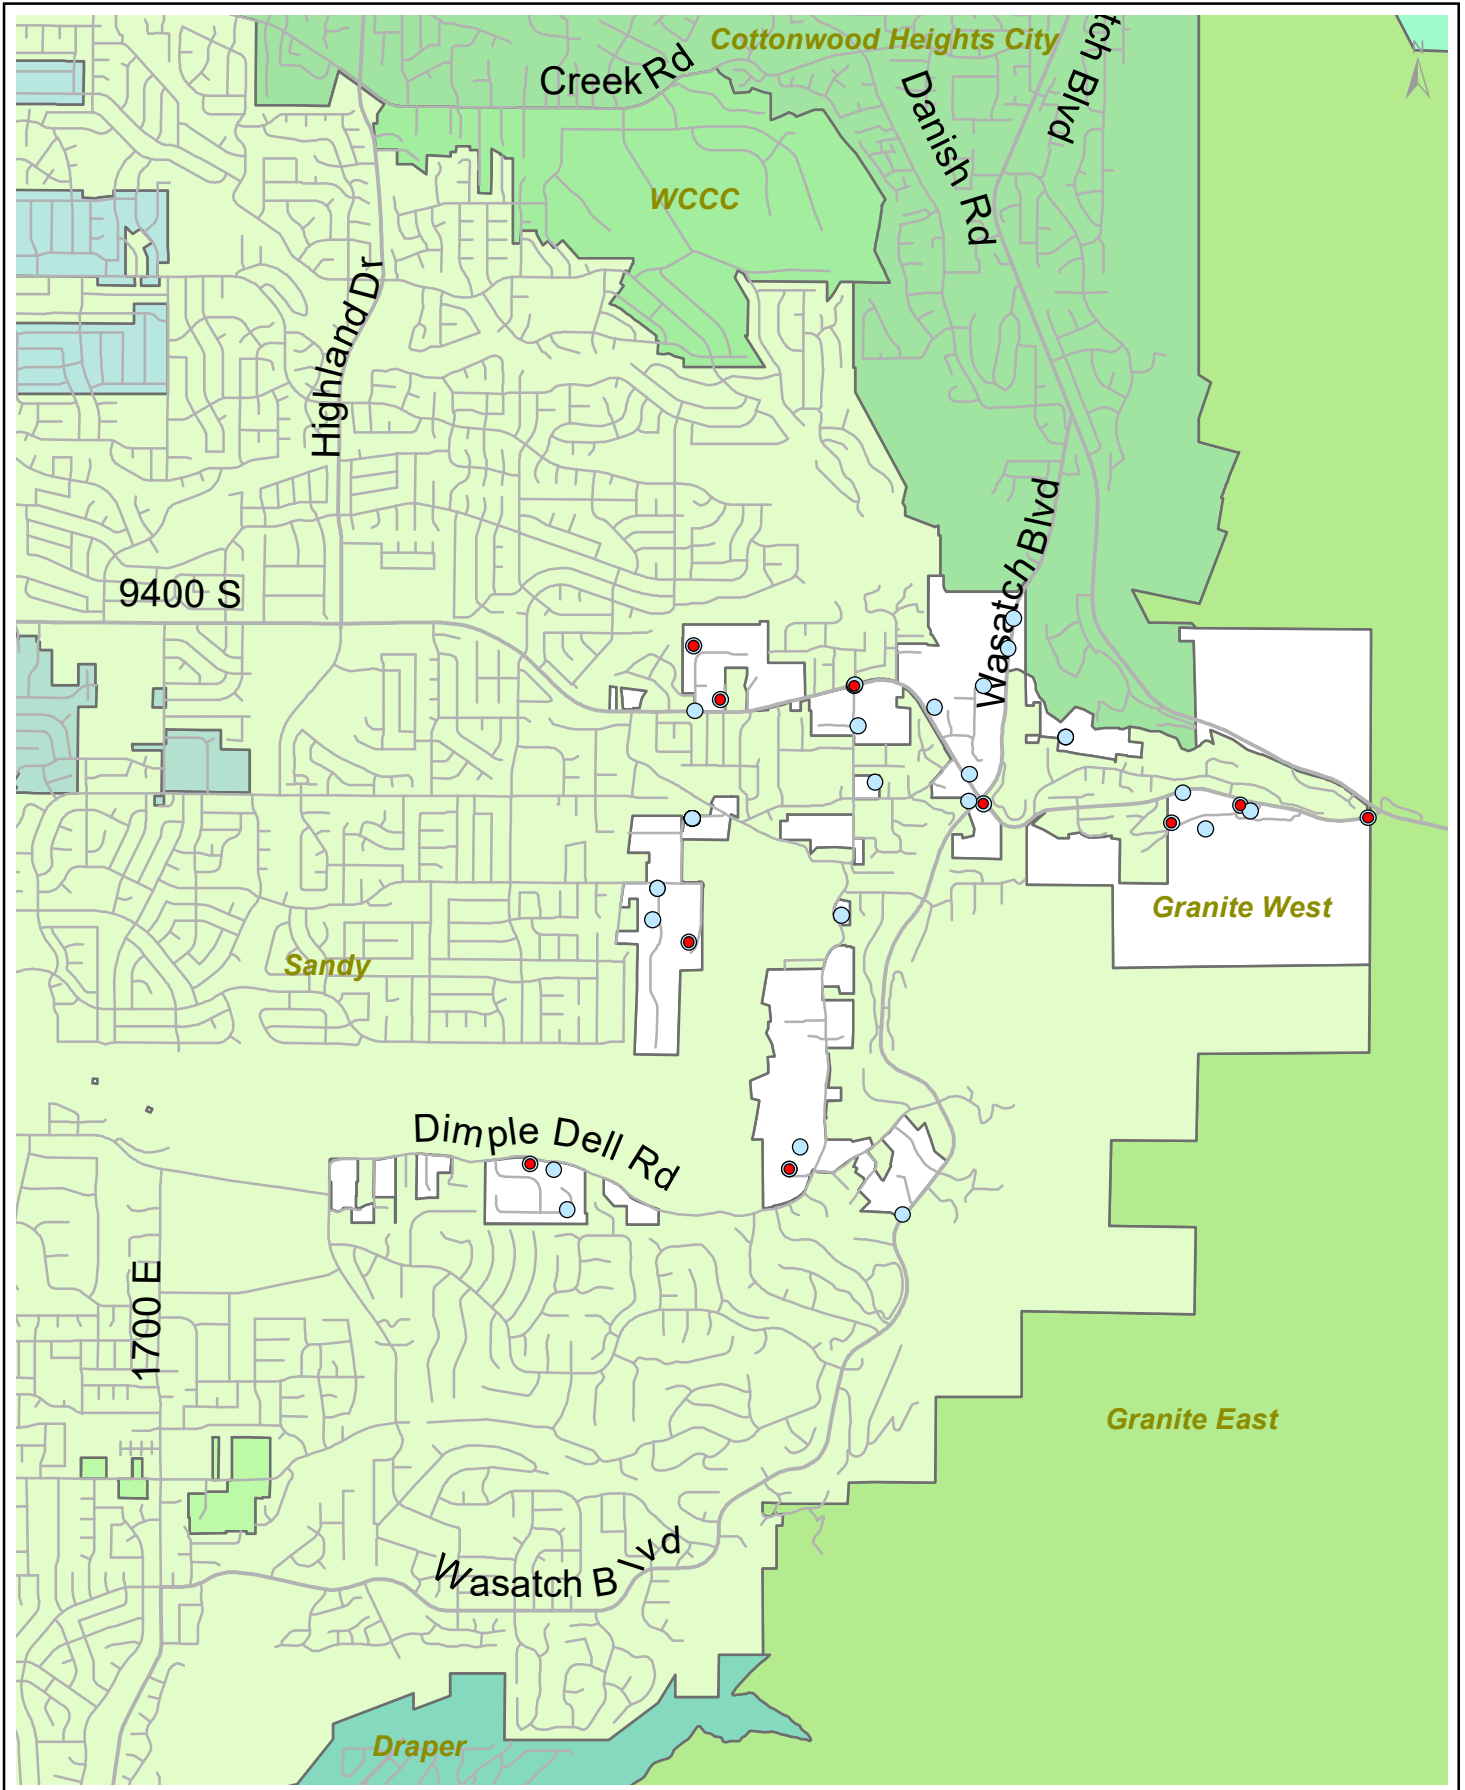 Cottonwood Heights City
Creek Rd
tch Blvd
Danish Rd
WCCC
N
Highland Dr
Wasatch Blvd
9400 S
Granite West
Sandy
Dimple Dell Rd
1700 E
Granite East
Wasatch Blvd
Draper